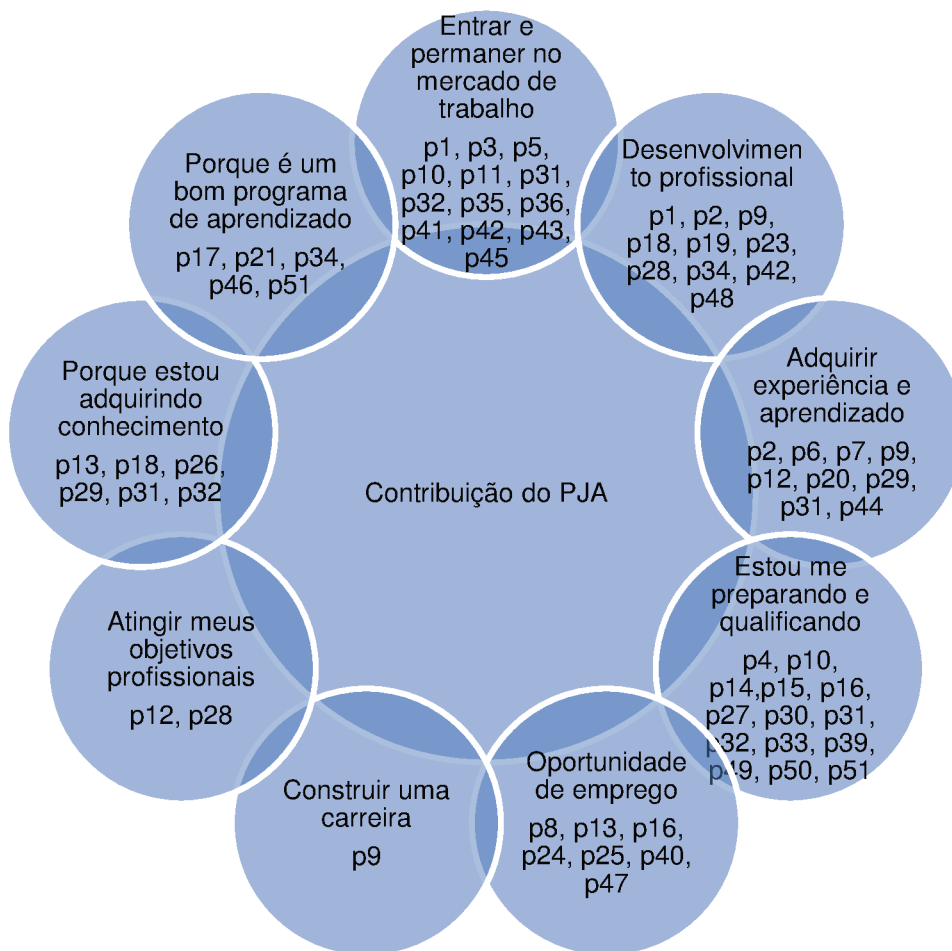 Entrar e
permaner no
mercado de
trabalho
p1, p3, p5,
p10, p11, p31,
p32, p35, p36,
p41, p42, p43,
p45
Desenvolvimen
to profissional
p1, p2, p9,
p18, p19, p23,
p28, p34, p42,
p48
Adquirir
experiência e
aprendizado
p2, p6, p7, p9,
p12, p20, p29,
p31, p44
Estou me
preparando e
qualificando
p4, p10,
p14,p15, p16,
p27, p30, p31,
p32, p33, p39,
p49, p50, p51
Oportunidade
de emprego
p8, p13, p16,
p24, p25, p40,
p47
Construir uma
carreira
p9
Atingir meus
objetivos
profissionais
p12, p28
Porque estou
adquirindo
conhecimento
p13, p18, p26,
p29, p31, p32
Porque é um
bom programa
de aprendizado
p17, p21, p34,
p46, p51
Contribuição do PJA